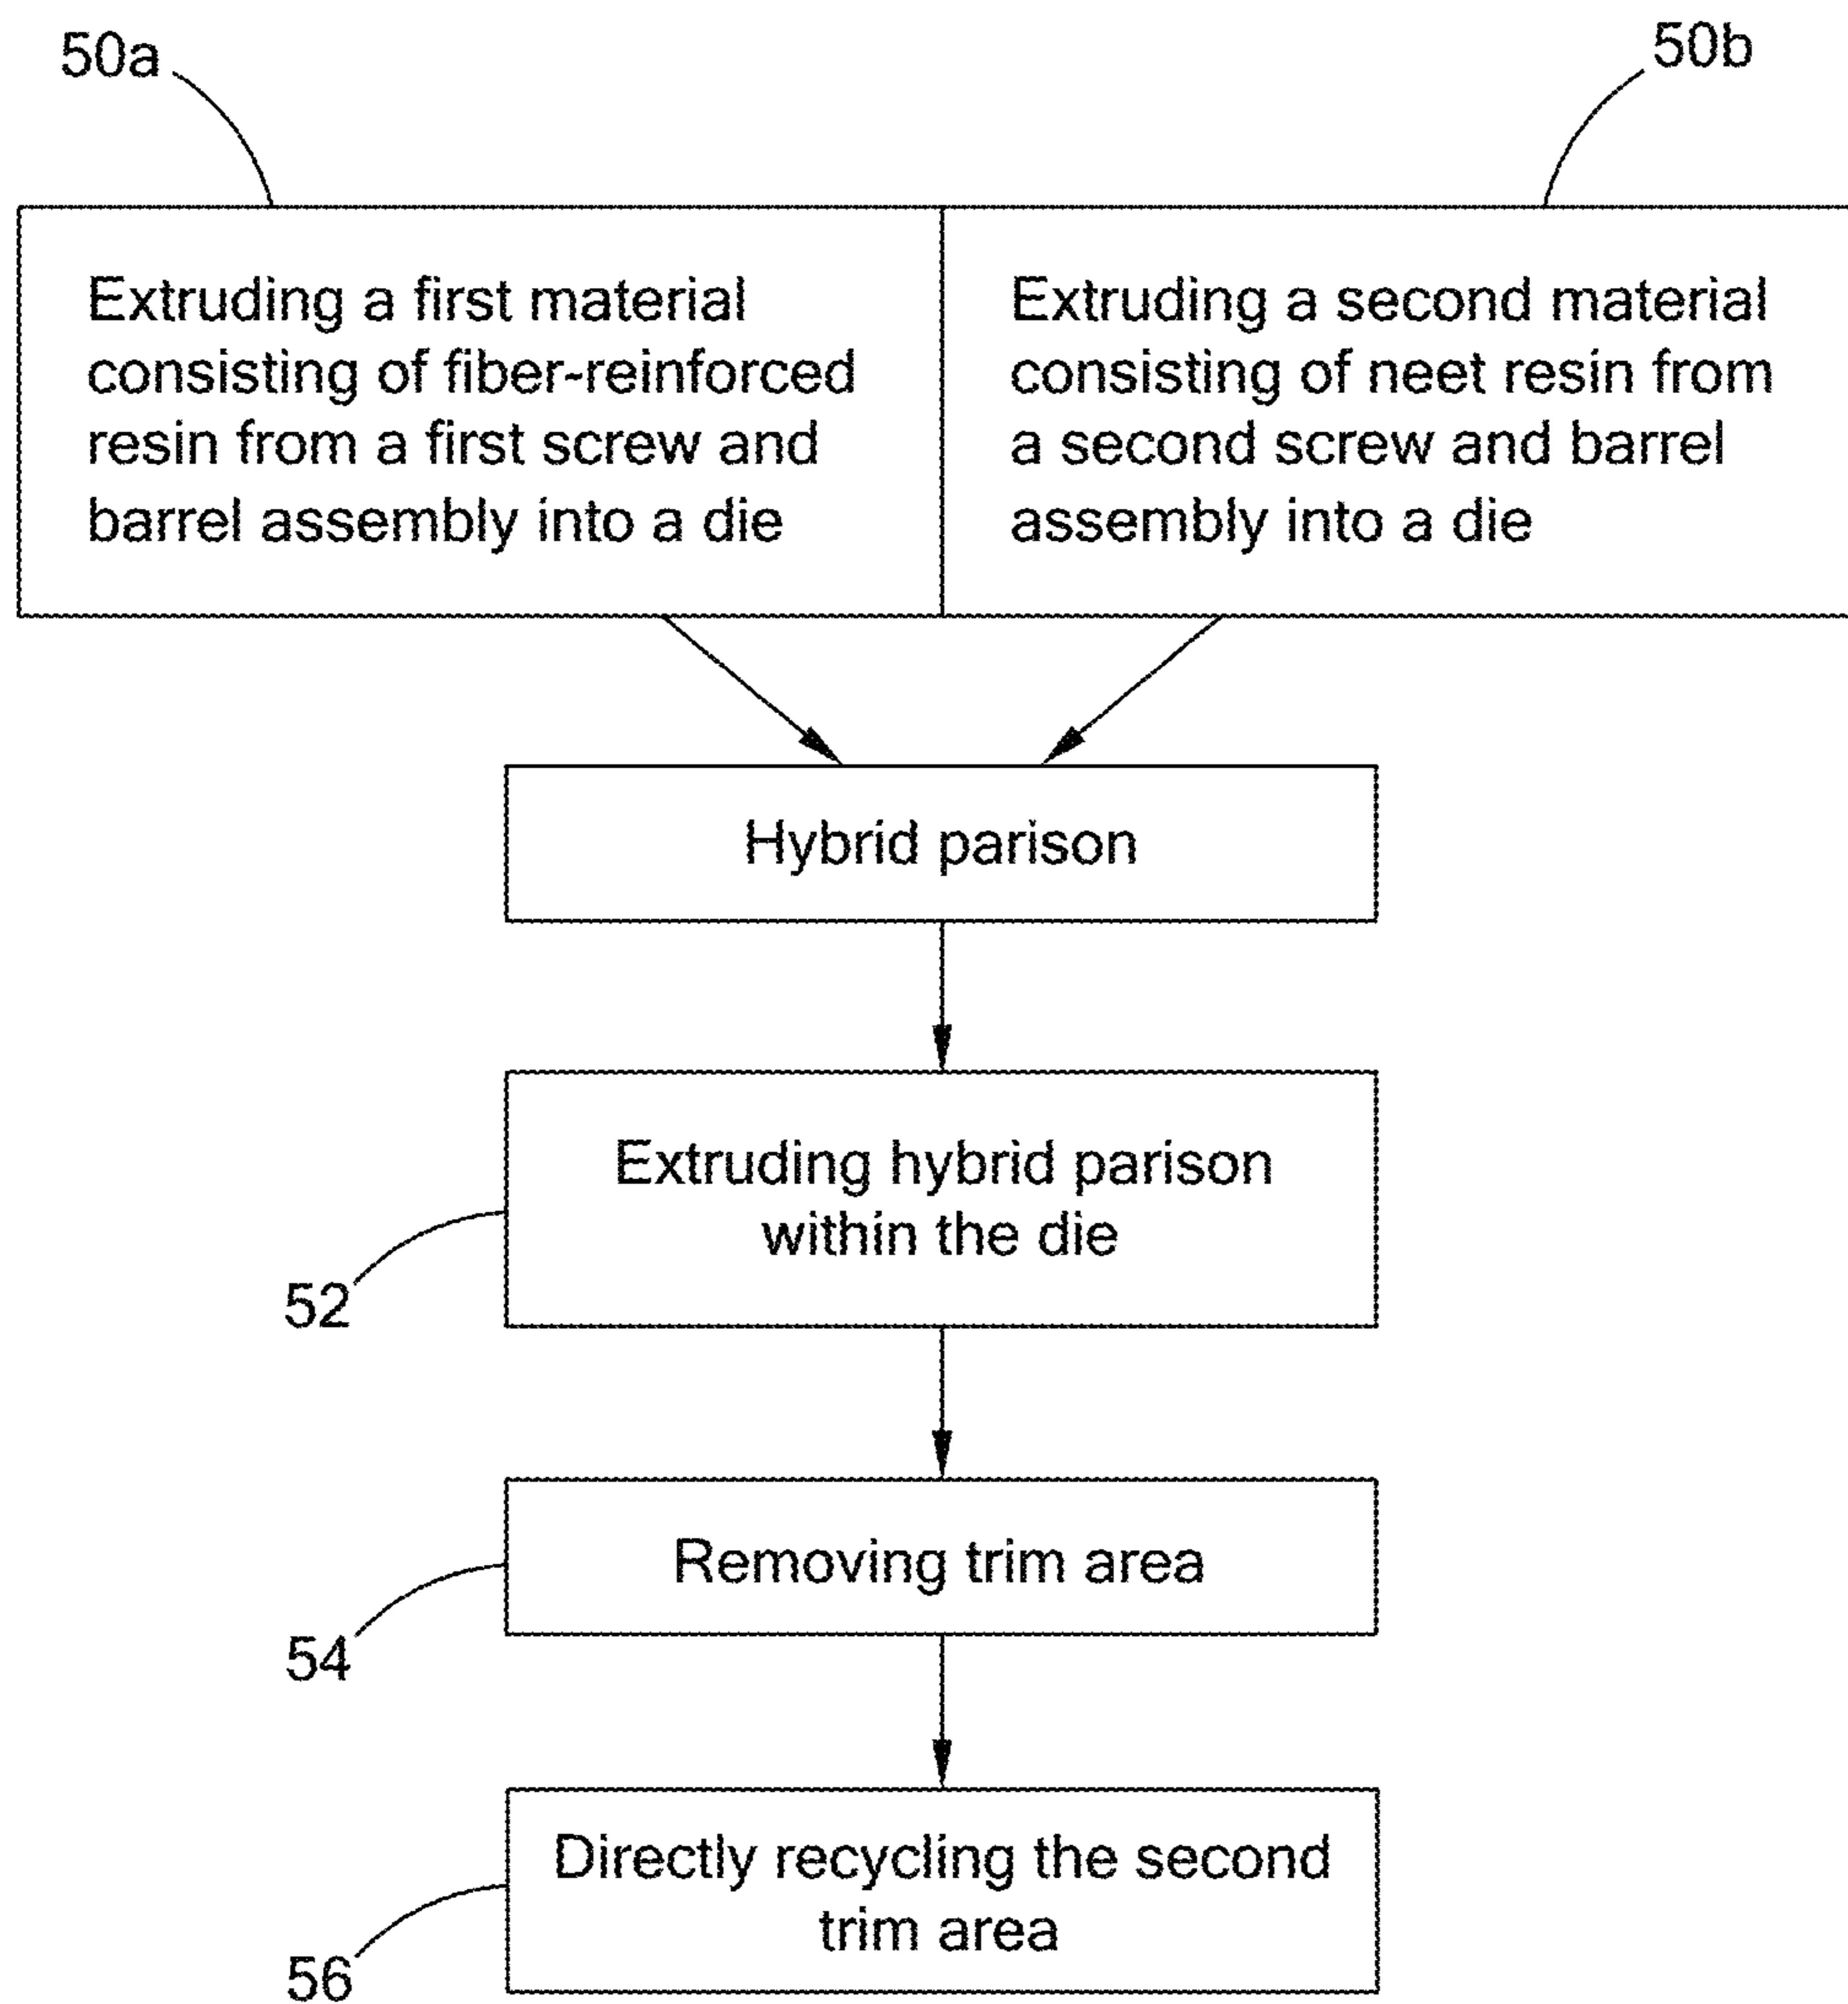 50a
50b
Extruding a first material
consisting of fiber-reinforced
resin from a first screw and
barrel assembly into a die
Extruding a second material
consisting of neet resin from
a second screw and barrel
assembly into a die
Hybrid parison
Extruding hybrid parison
within the die
52
Removing trim area
54
Directly recycling the second
trim area
56